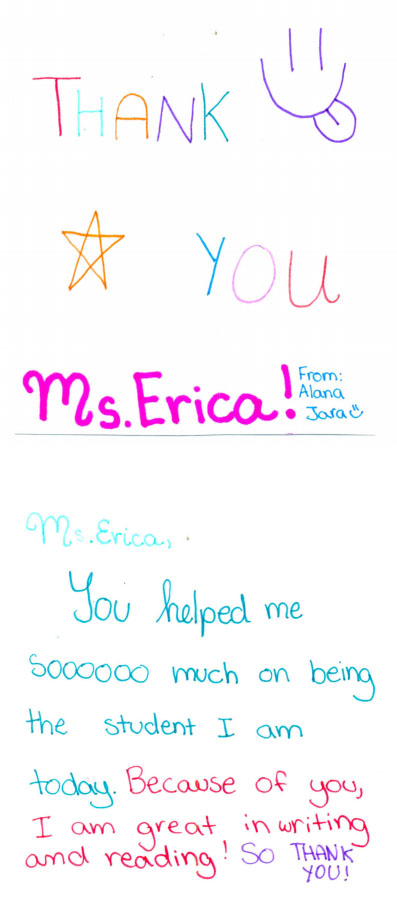 THANK
YOU
Ms. Erica!
From:
Alana
Jara
Ms. Erica,
You helped me
Sooooooo much on being
the student I am
today. Because of you,
I am great in writing
and reading! So THANK
YOU!